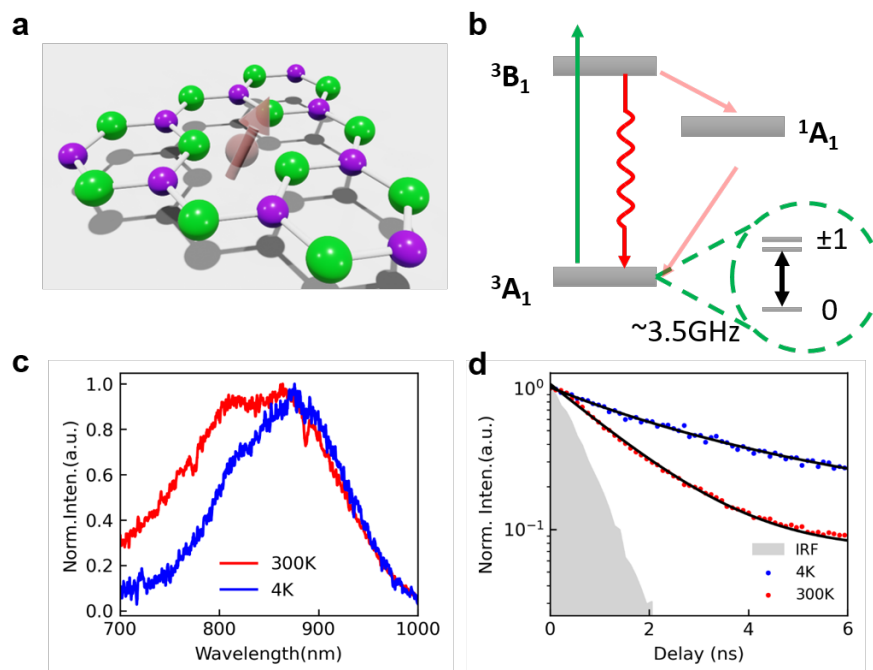 a
b
³B₁
¹A₁
³A₁
±1
0
~3.5GHz
c
Norm.Inten.(a.u.)
1.0
0.8
0.6
0.4
0.2
0.0
300K
4K
700
800
900
1000
Wavelength(nm)
d
Norm. Inten.(a.u.)
10⁰
10⁻¹
IRF
4K
300K
0
2
4
6
Delay (ns)